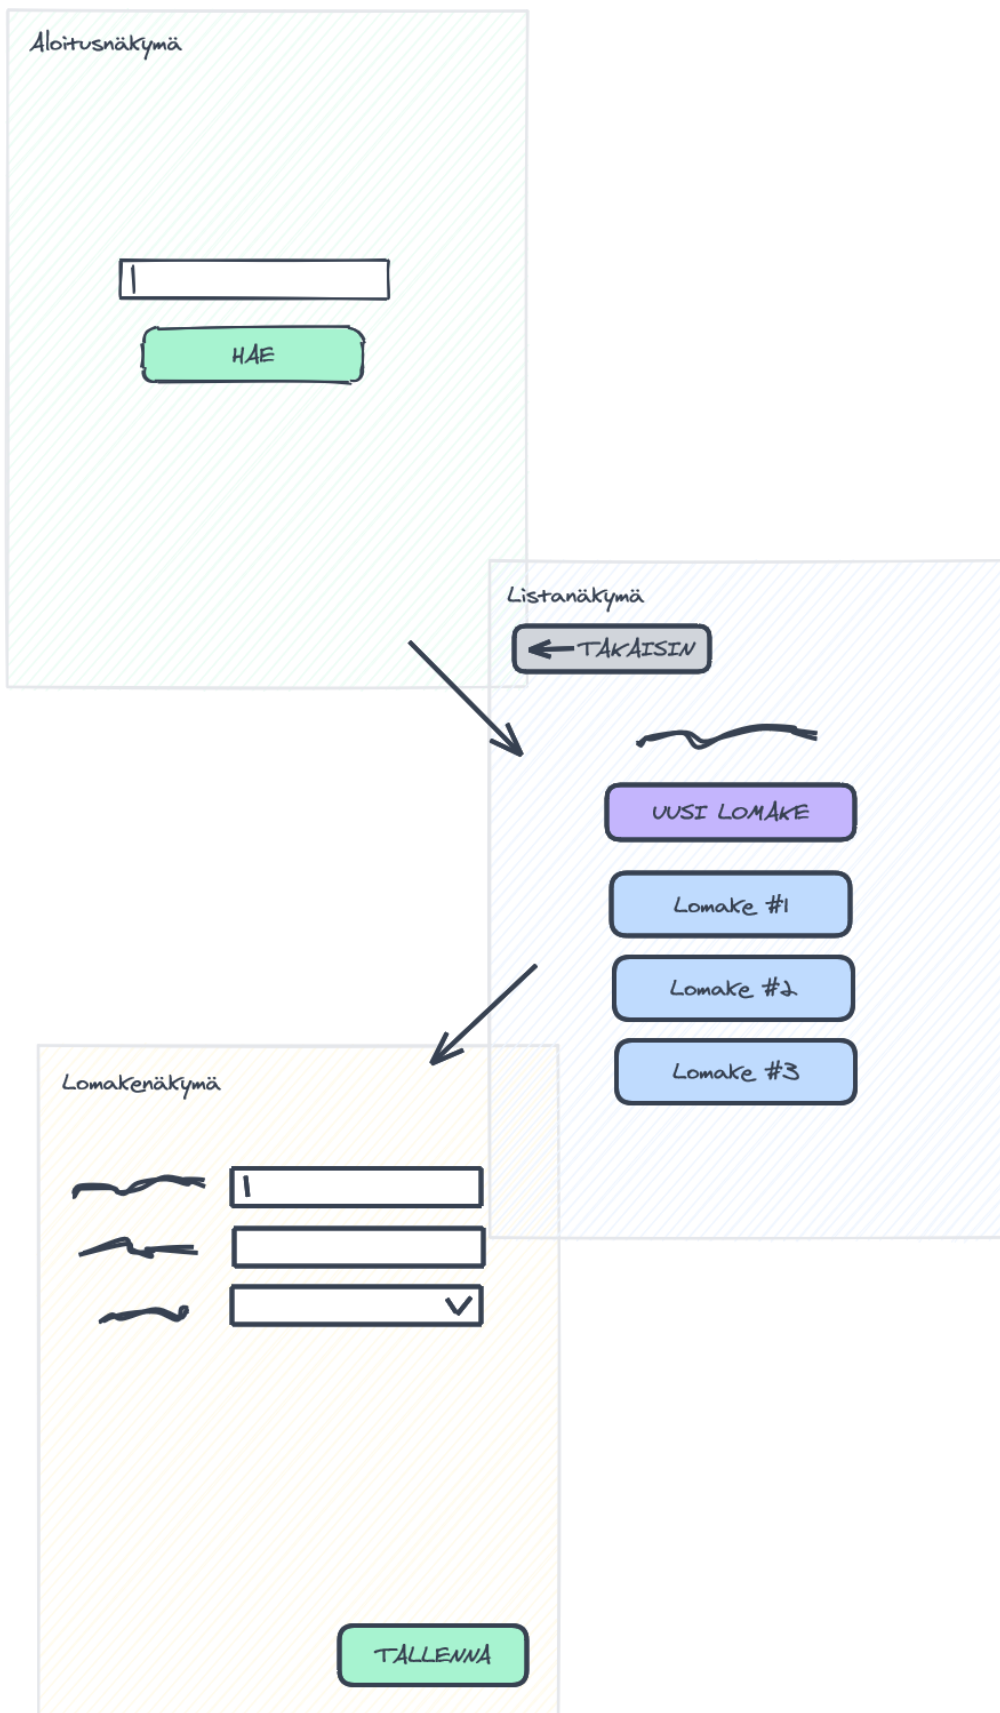 Aloitusnäkymä
HAE
Listanäkymä
TAKAISIN
UUSI LOMAKE
Lomake #1
Lomake #2
Lomake #3
Lomakenäkymä
TALLENNA